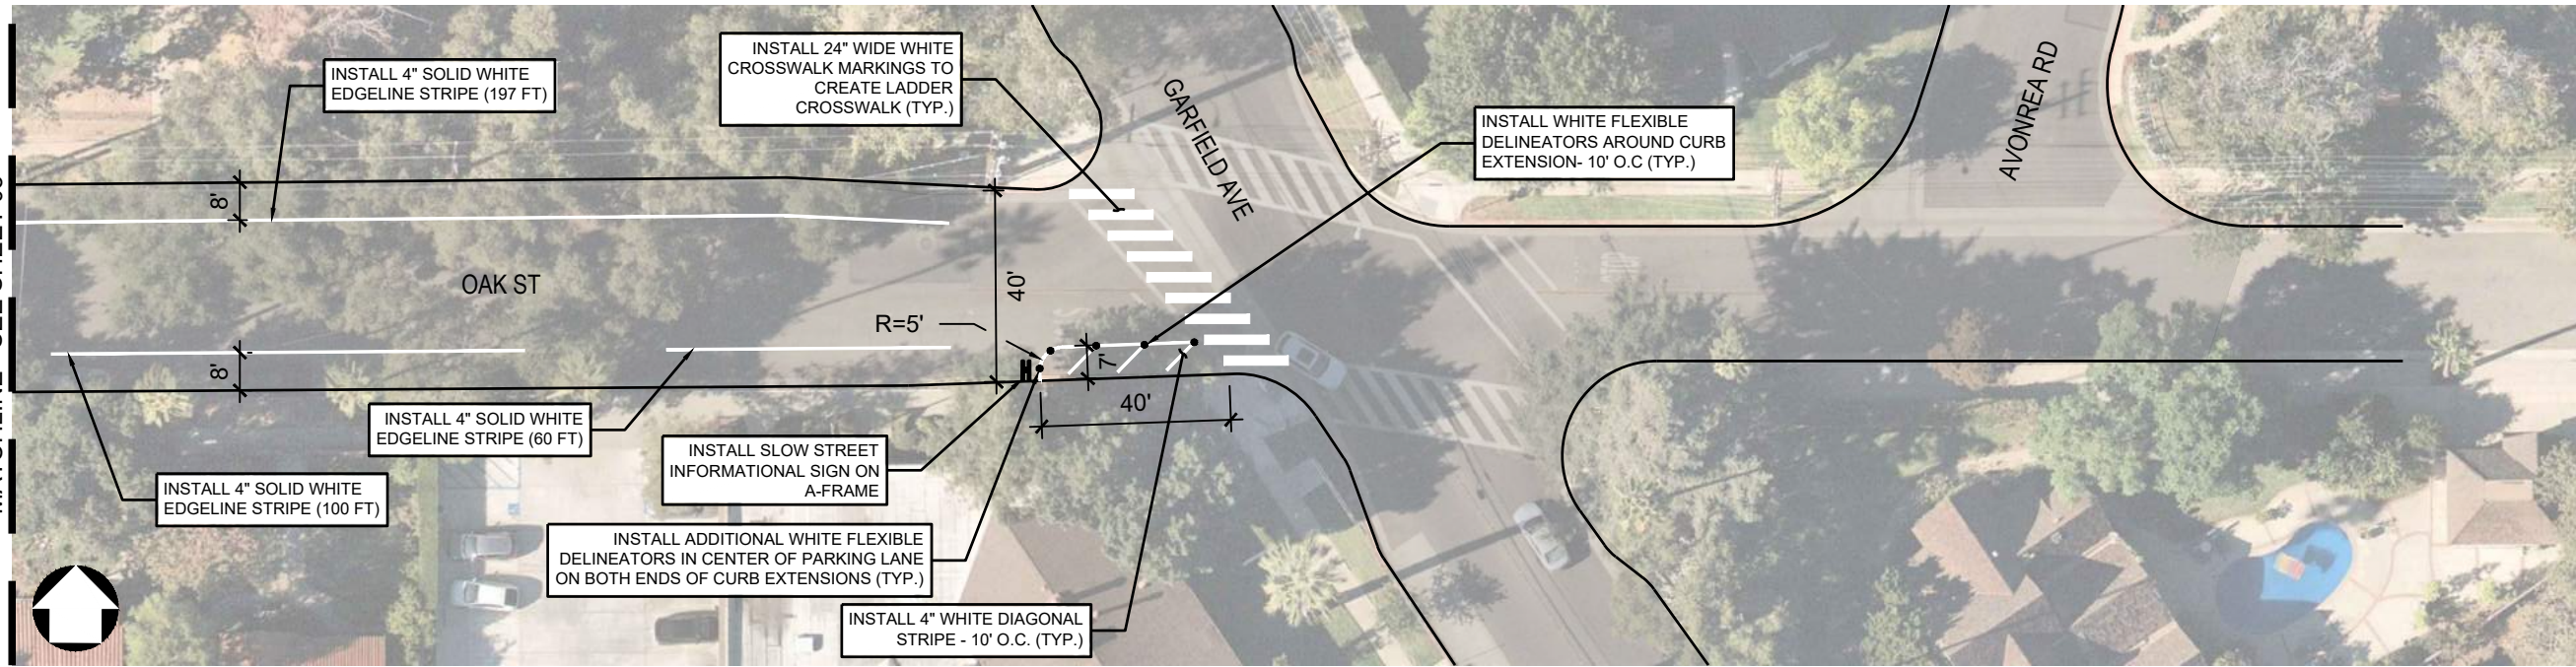 INSTALL 4" SOLID WHITE
EDGELINE STRIPE (197 FT)
INSTALL 24" WIDE WHITE
CROSSWALK MARKINGS TO
CREATE LADDER
CROSSWALK (TYP.)
GARFIELD AVE
INSTALL WHITE FLEXIBLE
DELINEATORS AROUND CURB
EXTENSION- 10' O.C (TYP.)
AVONREA RD
8'
OAK ST
40'
R=5'
8'
7'
40'
INSTALL 4" SOLID WHITE
EDGELINE STRIPE (60 FT)
INSTALL SLOW STREET
INFORMATIONAL SIGN ON
A-FRAME
INSTALL 4" SOLID WHITE
EDGELINE STRIPE (100 FT)
INSTALL ADDITIONAL WHITE FLEXIBLE
DELINEATORS IN CENTER OF PARKING LANE
ON BOTH ENDS OF CURB EXTENSIONS (TYP.)
INSTALL 4" WHITE DIAGONAL
STRIPE - 10' O.C. (TYP.)